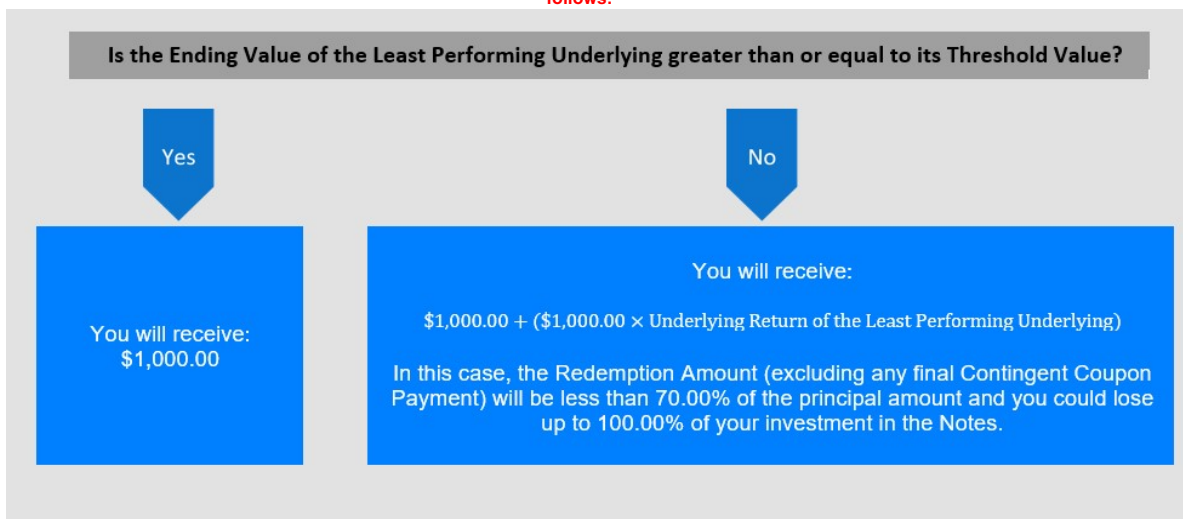 follows:
Is the Ending Value of the Least Performing Underlying greater than or equal to its Threshold Value?
Yes
No
You will receive:
$1,000.00
You will receive:
$1,000.00 + ($1,000.00 × Underlying Return of the Least Performing Underlying)
In this case, the Redemption Amount (excluding any final Contingent Coupon
Payment) will be less than 70.00% of the principal amount and you could lose
up to 100.00% of your investment in the Notes.